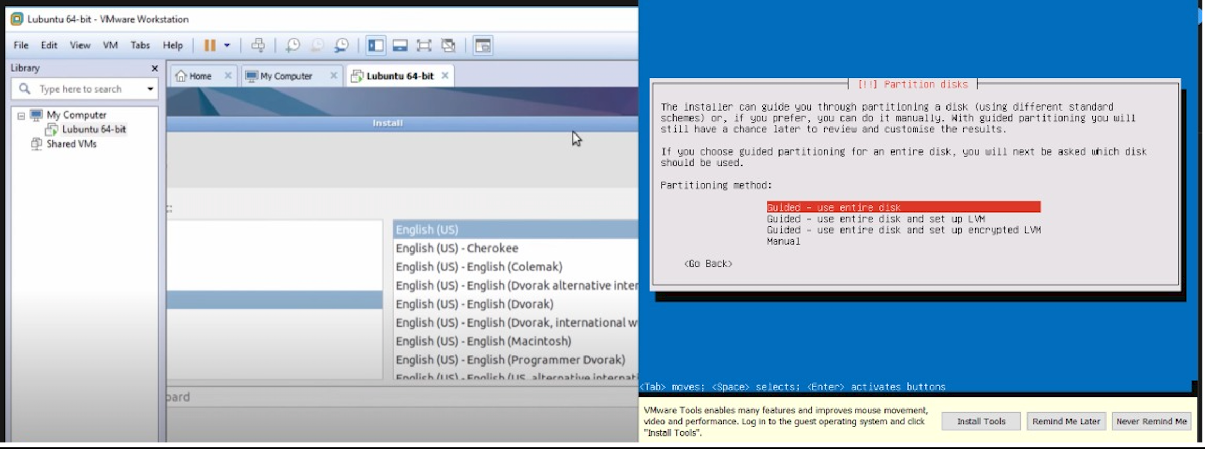 Lubuntu 64-bit - VMware Workstation
File Edit View VM Tabs Help
Library x
Type here to search
My Computer
Lubuntu 64-bit
Shared VMs
Home × My Computer × Lubuntu 64-bit ×
Install
English (US)
English (US) - Cherokee
English (US) - English (Colemak)
English (US) - English (Dvorak alternative inter
English (US) - English (Dvorak)
English (US) - English (Dvorak, international w
English (US) - English (Macintosh)
English (US) - English (Programmer Dvorak)
English (US) - English (US, alternative internati
oard
[!!] Partition disks
The installer can guide you through partitioning a disk (using different standard
schemes) or, if you prefer, you can do it manually. With guided partitioning you will
still have a chance later to review and customise the results.
If you choose guided partitioning for an entire disk, you will next be asked which disk
should be used.
Partitioning method:
Guided - use entire disk
Guided - use entire disk and set up LVM
Guided - use entire disk and set up encrypted LVM
Manual
<Go Back>
<Tab> moves; <Space> selects; <Enter> activates buttons
VMware Tools enables many features and improves mouse movement,
video and performance. Log in to the guest operating system and click
"Install Tools".
Install Tools Remind Me Later Never Remind Me